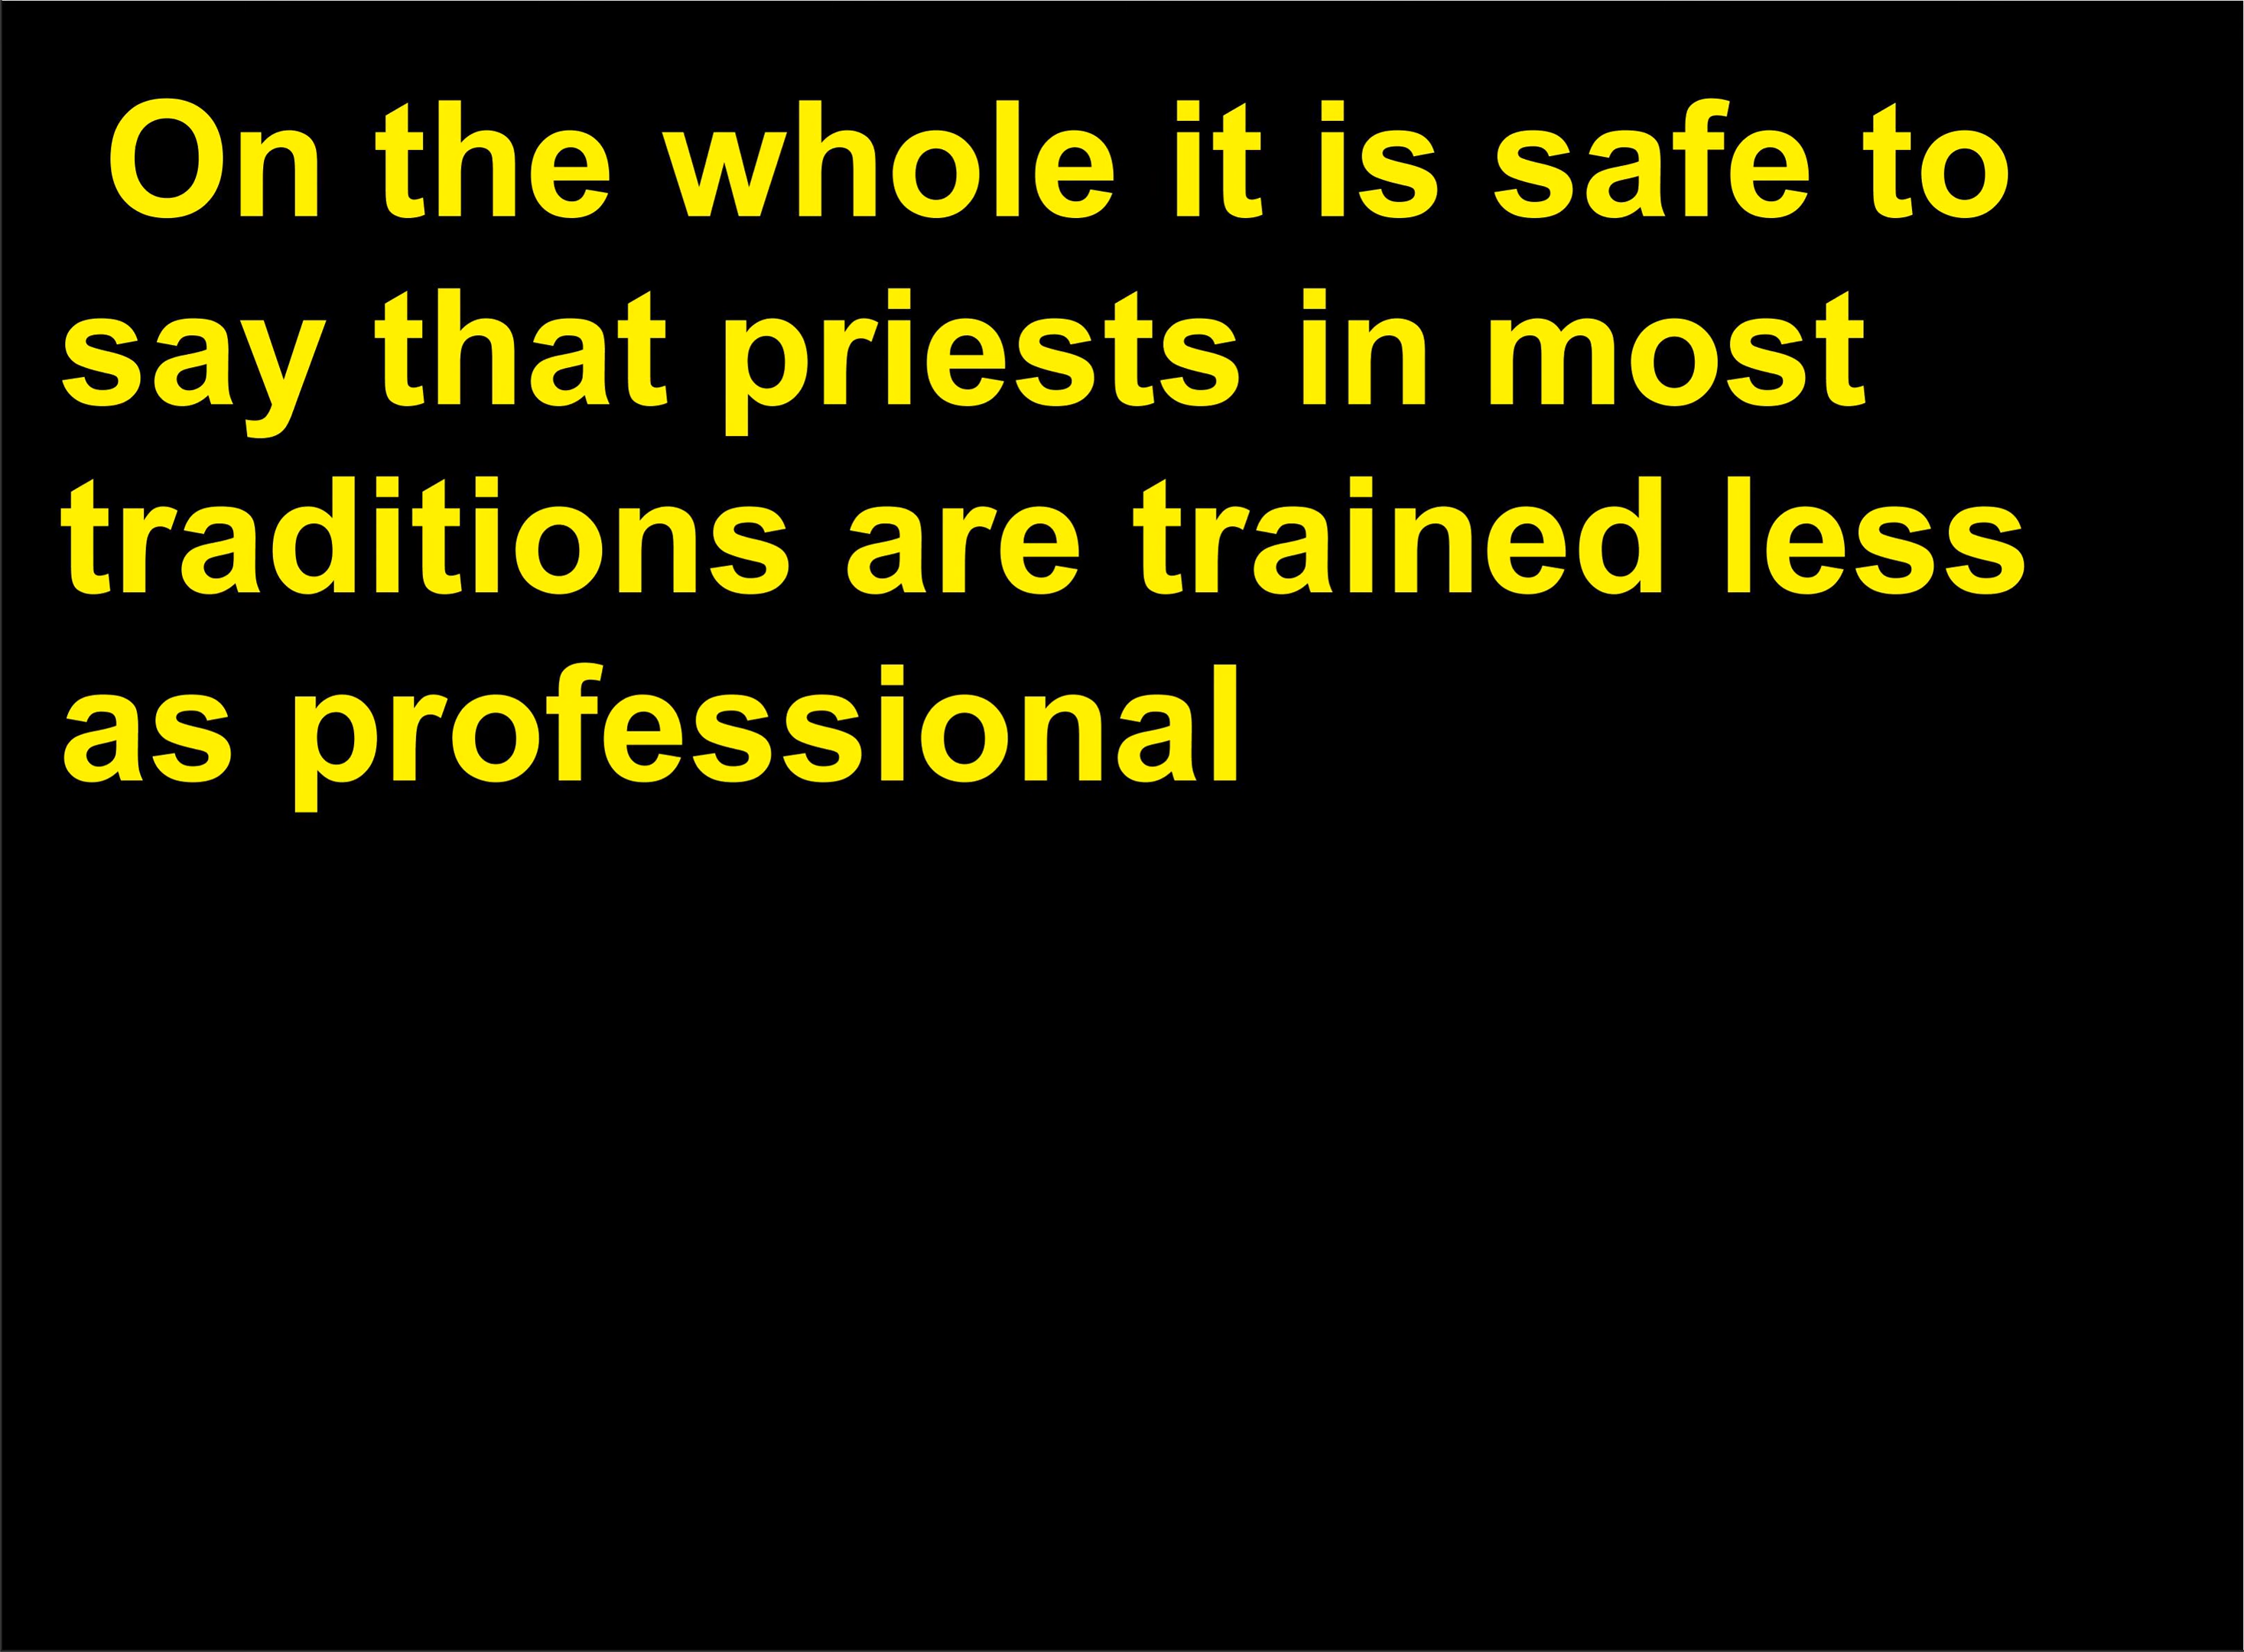 On the whole it is safe to
say that priests in most
traditions are trained less
as professional